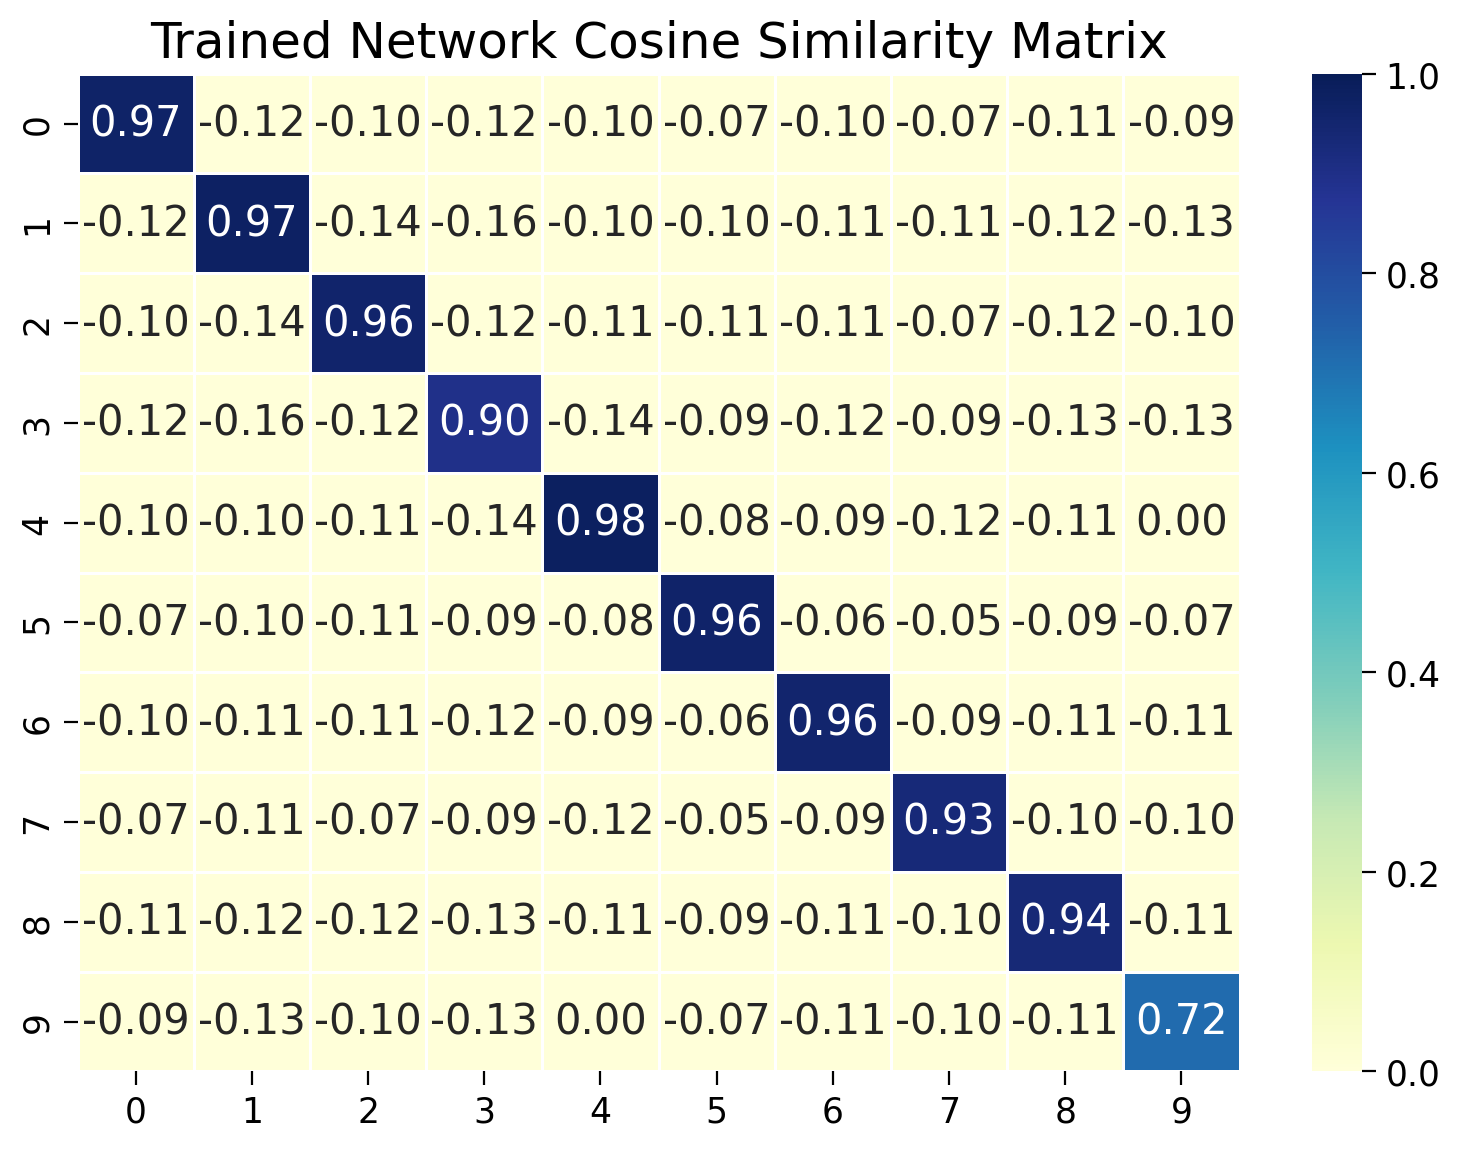 Trained Network Cosine Similarity Matrix
0 0.97 -0.12 -0.10 -0.12 -0.10 -0.07 -0.10 -0.07 -0.11 -0.09
1 -0.12 0.97 -0.14 -0.16 -0.10 -0.10 -0.11 -0.11 -0.12 -0.13
2 -0.10 -0.14 0.96 -0.12 -0.11 -0.11 -0.11 -0.07 -0.12 -0.10
3 -0.12 -0.16 -0.12 0.90 -0.14 -0.09 -0.12 -0.09 -0.13 -0.13
4 -0.10 -0.10 -0.11 -0.14 0.98 -0.08 -0.09 -0.12 -0.11 0.00
5 -0.07 -0.10 -0.11 -0.09 -0.08 0.96 -0.06 -0.05 -0.09 -0.07
6 -0.10 -0.11 -0.11 -0.12 -0.09 -0.06 0.96 -0.09 -0.11 -0.11
7 -0.07 -0.11 -0.07 -0.09 -0.12 -0.05 -0.09 0.93 -0.10 -0.10
8 -0.11 -0.12 -0.12 -0.13 -0.11 -0.09 -0.11 -0.10 0.94 -0.11
9 -0.09 -0.13 -0.10 -0.13 0.00 -0.07 -0.11 -0.10 -0.11 0.72
0 1 2 3 4 5 6 7 8 9
1.0
0.8
0.6
0.4
0.2
0.0